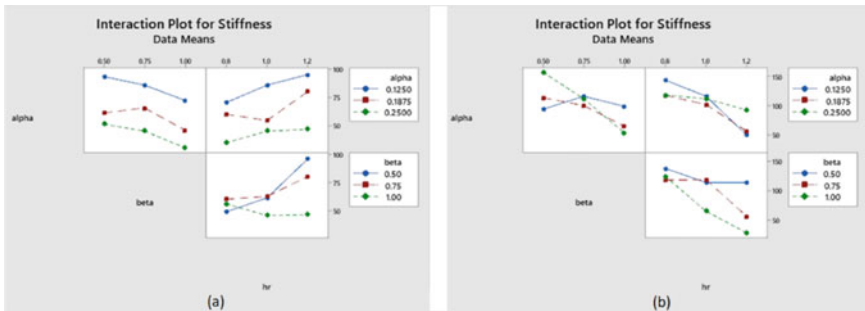 Interaction Plot for Stiffness
Data Means
0,50 0,75 1,00 0,8 1,0 1,2
alpha
100
75
50
alpha
0.1250
0.1875
0.2500
beta
100
75
50
beta
0.50
0.75
1.00
hr
(a)
Interaction Plot for Stiffness
Data Means
0,50 0,75 1,00 0,8 1,0 1,2
alpha
150
100
50
alpha
0.1250
0.1875
0.2500
beta
150
100
50
beta
0.50
0.75
1.00
hr
(b)